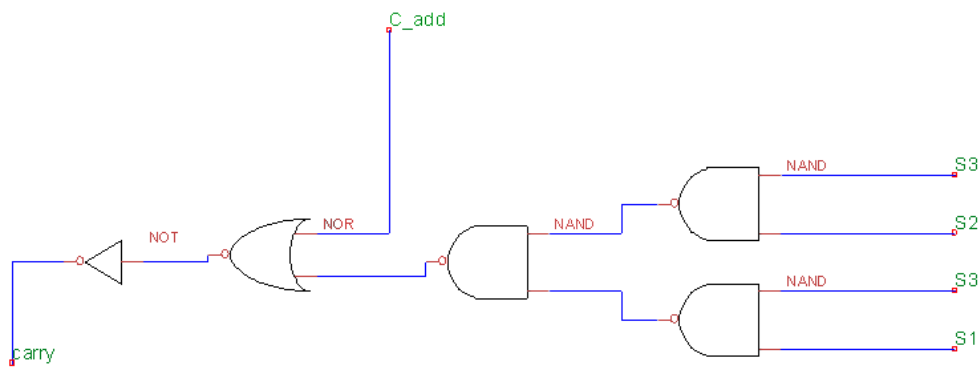 C_add
NAND
S3
NOR
NAND
S2
NOT
NAND
S3
S1
carry